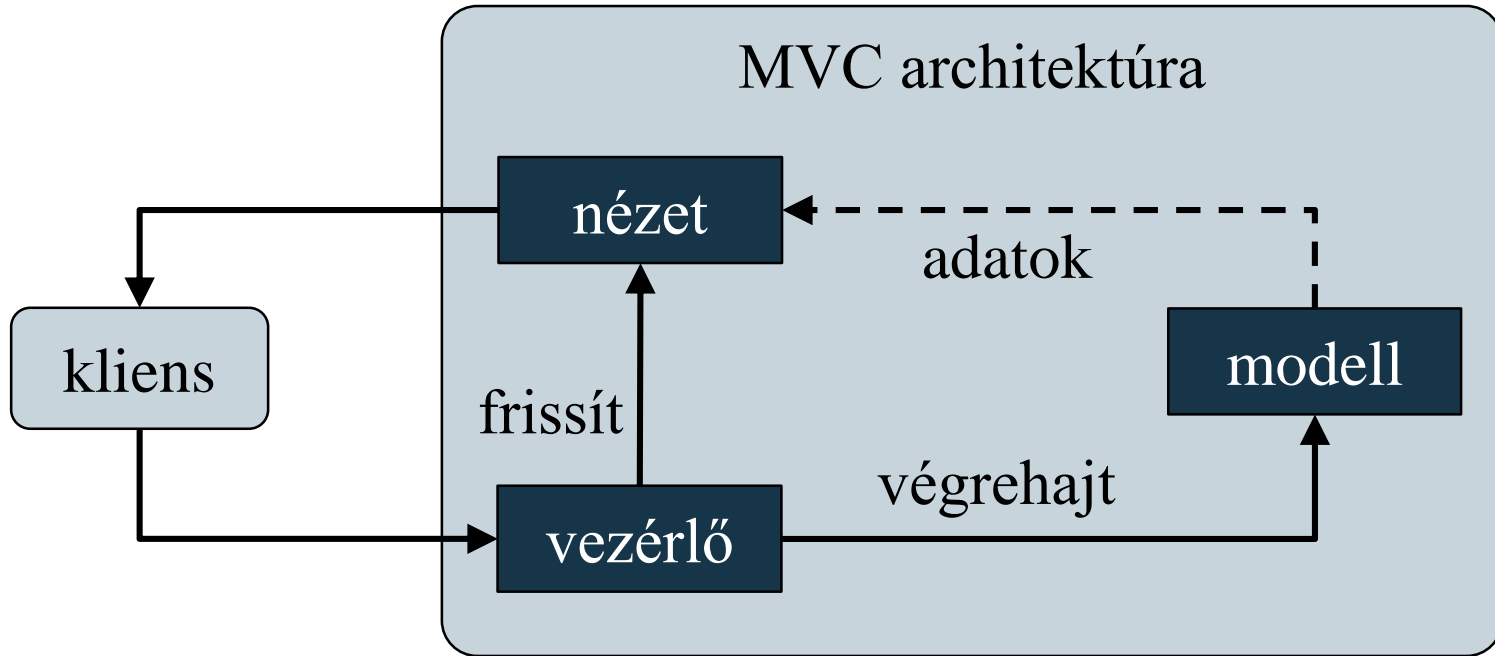 MVC architektúra
nézet
adatok
kliens
modell
frissít
végrehajt
vezérlő